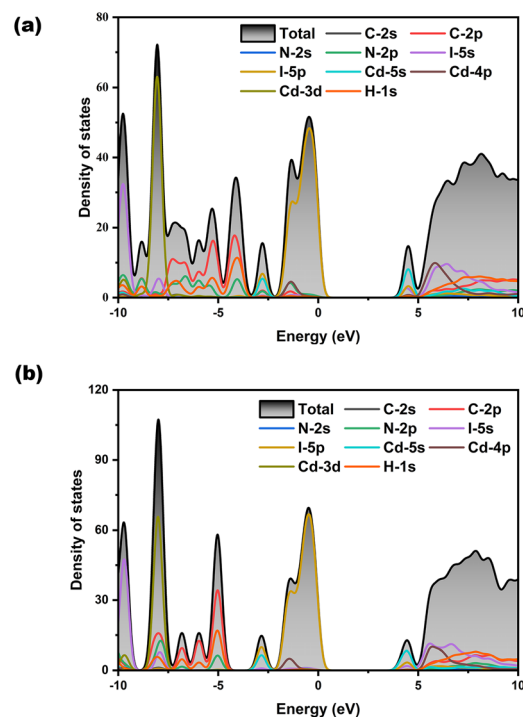 (a)
80
60
40
20
0
Density of states
Total C-2s C-2p
N-2s N-2p I-5s
I-5p Cd-5s Cd-4p
Cd-3d H-1s
-10 -5 0 5 10
Energy (eV)
(b)
120
90
60
30
0
Density of states
Total C-2s C-2p
N-2s N-2p I-5s
I-5p Cd-5s Cd-4p
Cd-3d H-1s
-10 -5 0 5 10
Energy (eV)